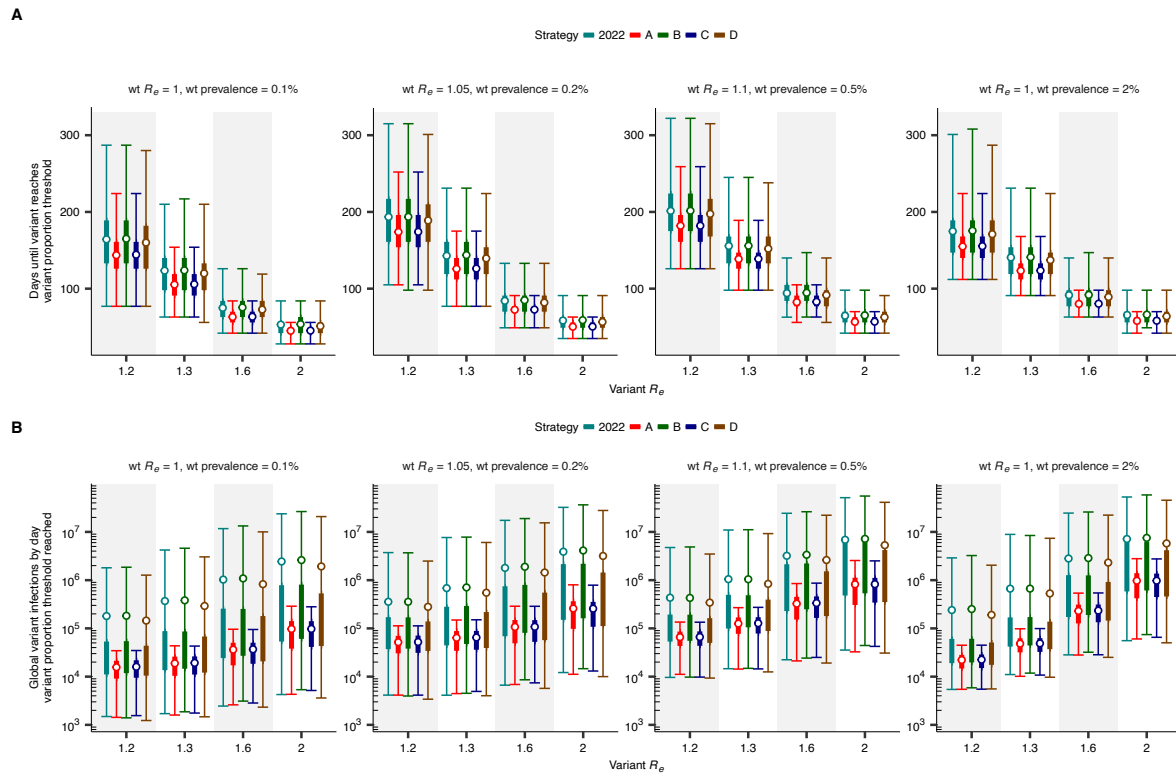 A
Strategy 2022 A B C D
wt Re = 1, wt prevalence = 0.1%
wt Re = 1.05, wt prevalence = 0.2%
wt Re = 1.1, wt prevalence = 0.5%
wt Re = 1, wt prevalence = 2%
Days until variant reaches
variant proportion threshold
300
200
100
300
200
100
300
200
100
300
200
100
1.2 1.3 1.6 2
1.2 1.3 1.6 2
1.2 1.3 1.6 2
1.2 1.3 1.6 2
Variant Re
B
Strategy 2022 A B C D
wt Re = 1, wt prevalence = 0.1%
wt Re = 1.05, wt prevalence = 0.2%
wt Re = 1.1, wt prevalence = 0.5%
wt Re = 1, wt prevalence = 2%
Global variant infections by day
variant proportion threshold reached
10⁷
10⁶
10⁵
10⁴
10³
10⁷
10⁶
10⁵
10⁴
10³
10⁷
10⁶
10⁵
10⁴
10³
10⁷
10⁶
10⁵
10⁴
10³
1.2 1.3 1.6 2
1.2 1.3 1.6 2
1.2 1.3 1.6 2
1.2 1.3 1.6 2
Variant Re